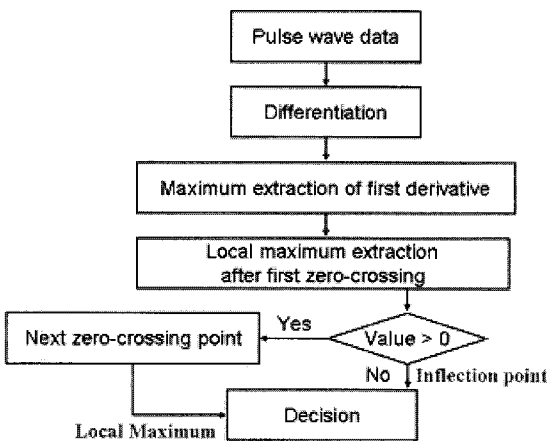 Pulse wave data
Differentiation
Maximum extraction of first derivative
Local maximum extraction
after first zero-crossing
Yes
Value > 0
Next zero-crossing point
No
Inflection point
Decision
Local Maximum